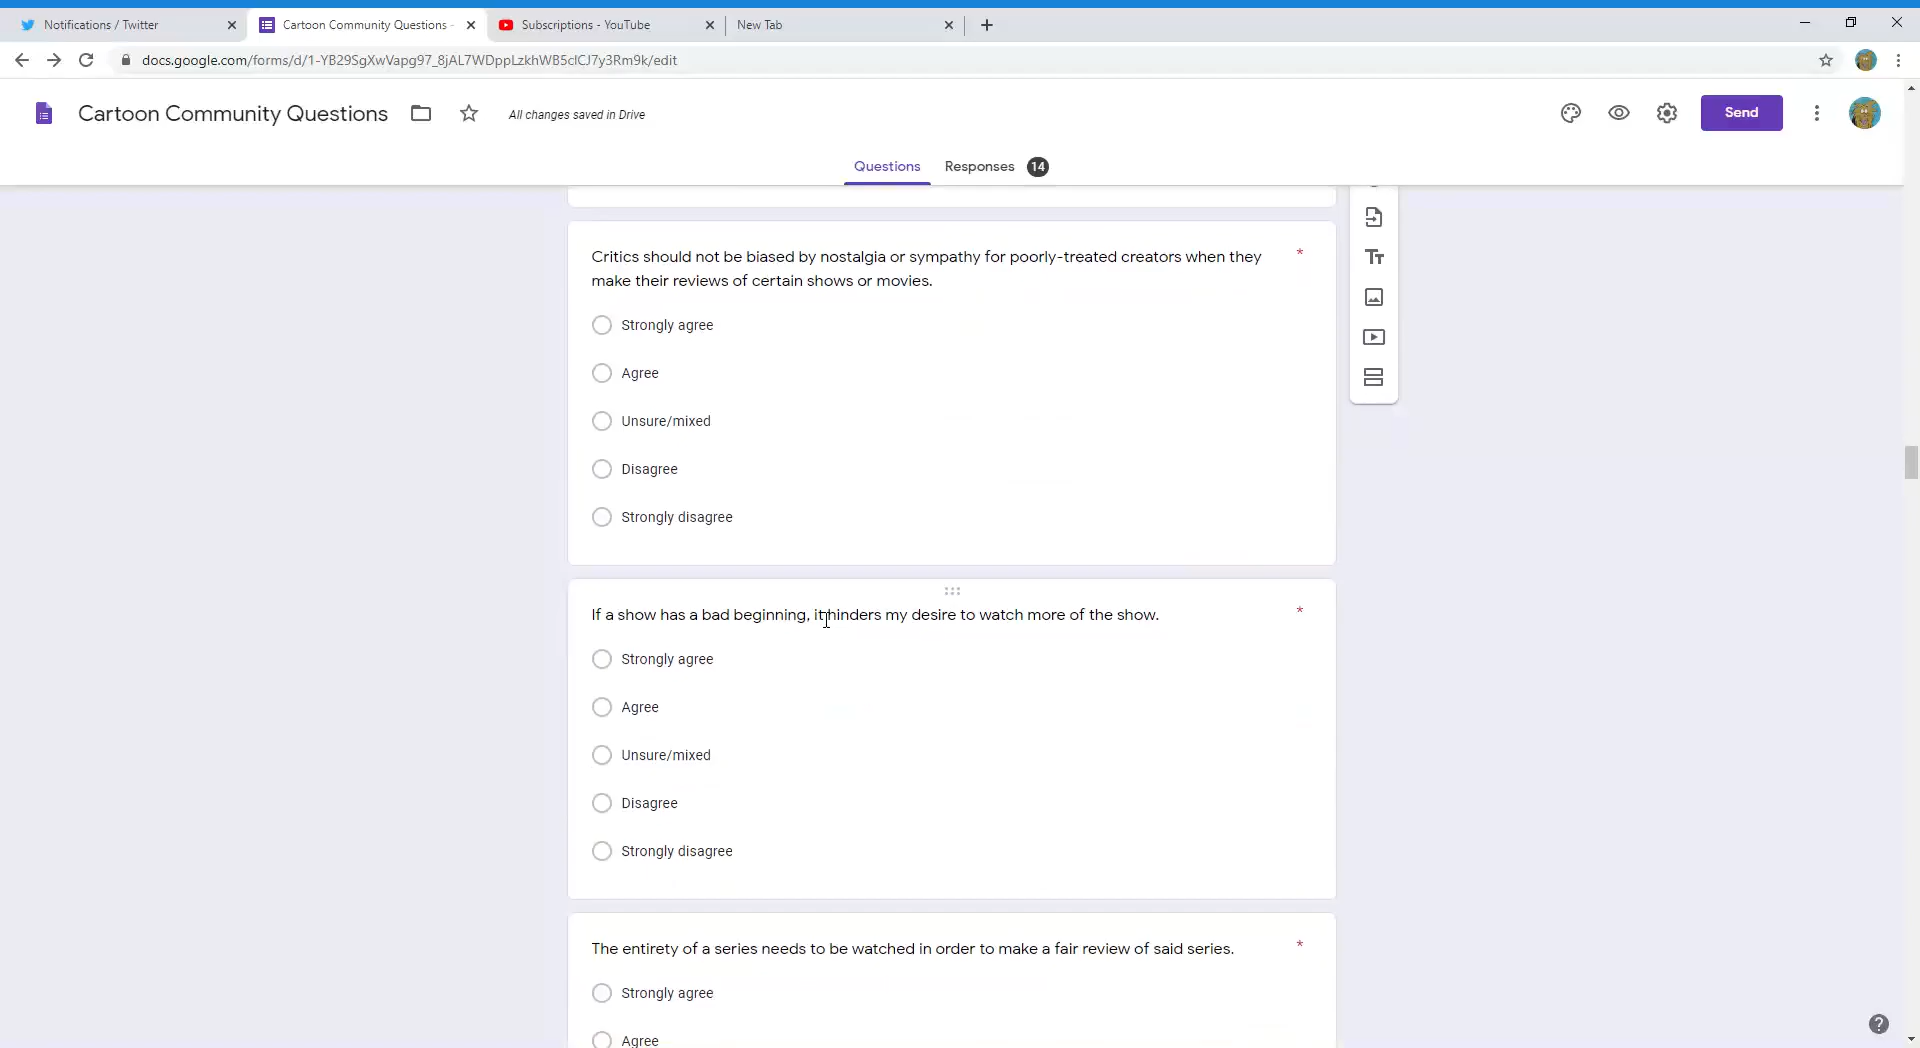 Notifications / Twitter
Cartoon Community Questions -
Subscriptions - YouTube
New Tab
docs.google.com/forms/d/1-YB29SgXwVapg97_8jAL7WDppLzkhWB5clCJ7y3Rm9k/edit
Cartoon Community Questions
All changes saved in Drive
Send
Questions
Responses 14
Critics should not be biased by nostalgia or sympathy for poorly-treated creators when they
make their reviews of certain shows or movies.
*
Strongly agree
Agree
Unsure/mixed
Disagree
Strongly disagree
If a show has a bad beginning, it hinders my desire to watch more of the show.
*
Strongly agree
Agree
Unsure/mixed
Disagree
Strongly disagree
The entirety of a series needs to be watched in order to make a fair review of said series.
*
Strongly agree
Agree